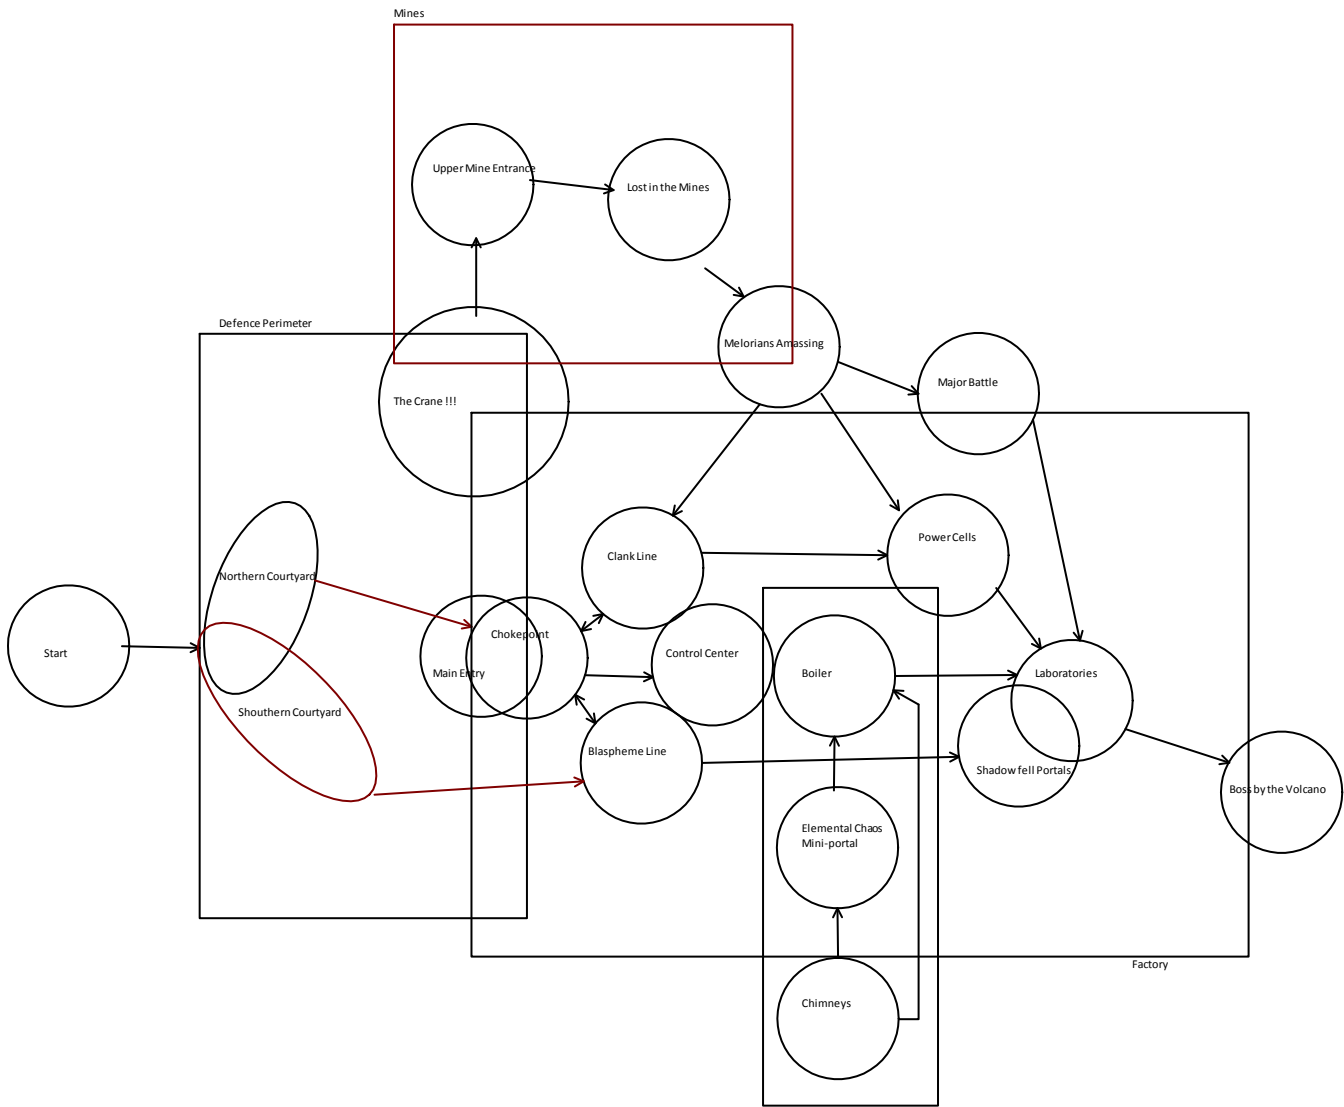 Mines
Upper Mine Entrance
Lost in the Mines
Defence Perimeter
Melorians Amassing
Major Battle
The Crane !!!
Clank Line
Power Cells
Northern Courtyard
Chokepoint
Start
Control Center
Main Entry
Boiler
Laboratories
Shouthern Courtyard
Blaspheme Line
Shadowfell Portals
Boss by the Volcano
Elemental Chaos
Mini-portal
Factory
Chimneys